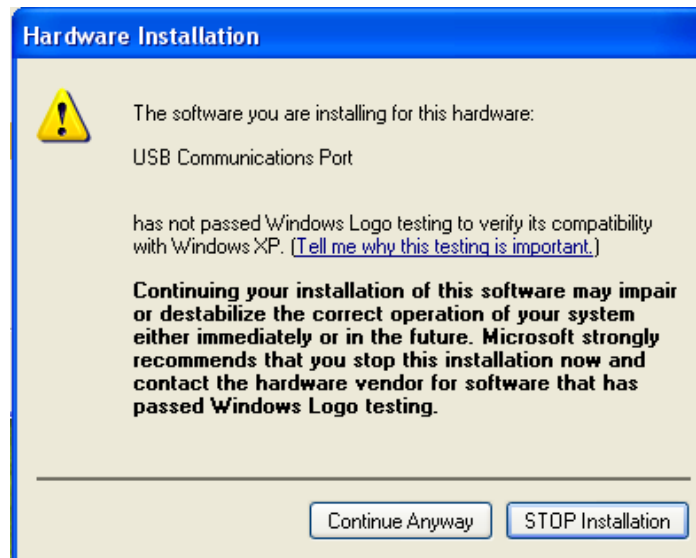 Hardware Installation
The software you are installing for this hardware:
USB Communications Port
has not passed Windows Logo testing to verify its compatibility
with Windows XP. (Tell me why this testing is important.)
Continuing your installation of this software may impair
or destabilize the correct operation of your system
either immediately or in the future. Microsoft strongly
recommends that you stop this installation now and
contact the hardware vendor for software that has
passed Windows Logo testing.
Continue Anyway
STOP Installation